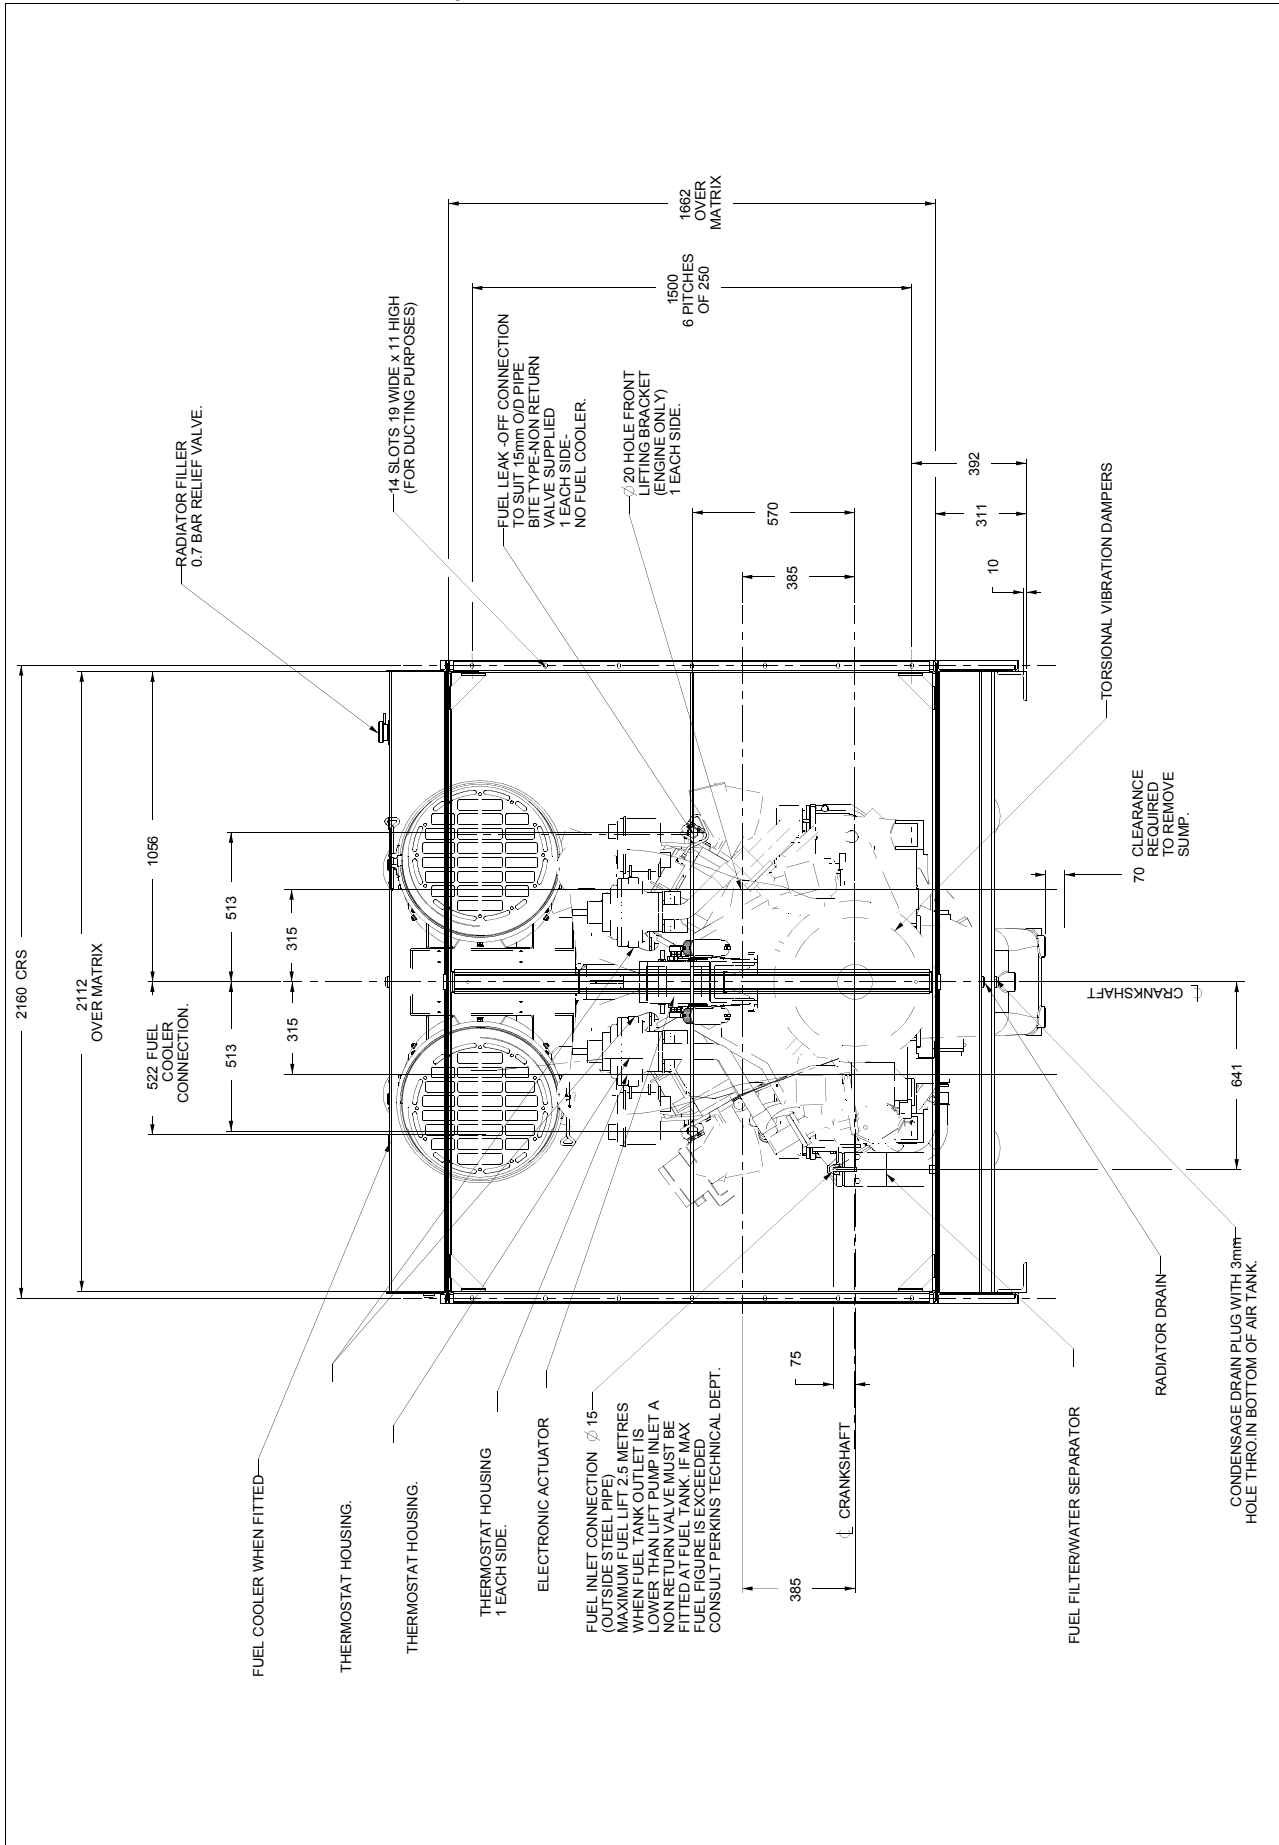 2160 CRS
2112
OVER MATRIX
1056
522 FUEL
COOLER
CONNECTION.
513
513
315
315
RADIATOR FILLER
0.7 BAR RELIEF VALVE.
14 SLOTS 19 WIDE x 11 HIGH
(FOR DUCTING PURPOSES)
FUEL LEAK -OFF CONNECTION
TO SUIT 15mm O/D PIPE
BITE TYPE-NON RETURN
VALVE SUPPLIED
1 EACH SIDE-
NO FUEL COOLER.
∅ 20 HOLE FRONT
LIFTING BRACKET
(ENGINE ONLY)
1 EACH SIDE.
1662
OVER
MATRIX
1500
6 PITCHES
OF 250
570
385
392
311
10
TORSIONAL VIBRATION DAMPERS
70 CLEARANCE
REQUIRED
TO REMOVE
SUMP.
℄ CRANKSHAFT
641
FUEL COOLER WHEN FITTED
THERMOSTAT HOUSING.
THERMOSTAT HOUSING.
THERMOSTAT HOUSING
1 EACH SIDE.
ELECTRONIC ACTUATOR
FUEL INLET CONNECTION ∅ 15
(OUTSIDE STEEL PIPE)
MAXIMUM FUEL LIFT 2.5 METRES
WHEN FUEL TANK OUTLET IS
LOWER THAN LIFT PUMP INLET A
NON RETURN VALVE MUST BE
FITTED AT FUEL TANK. IF MAX
FUEL FIGURE IS EXCEEDED
CONSULT PERKINS TECHNICAL DEPT.
75
℄ CRANKSHAFT
385
FUEL FILTER/WATER SEPARATOR
RADIATOR DRAIN
CONDENSAGE DRAIN PLUG WITH 3mm
HOLE THRO.IN BOTTOM OF AIR TANK.